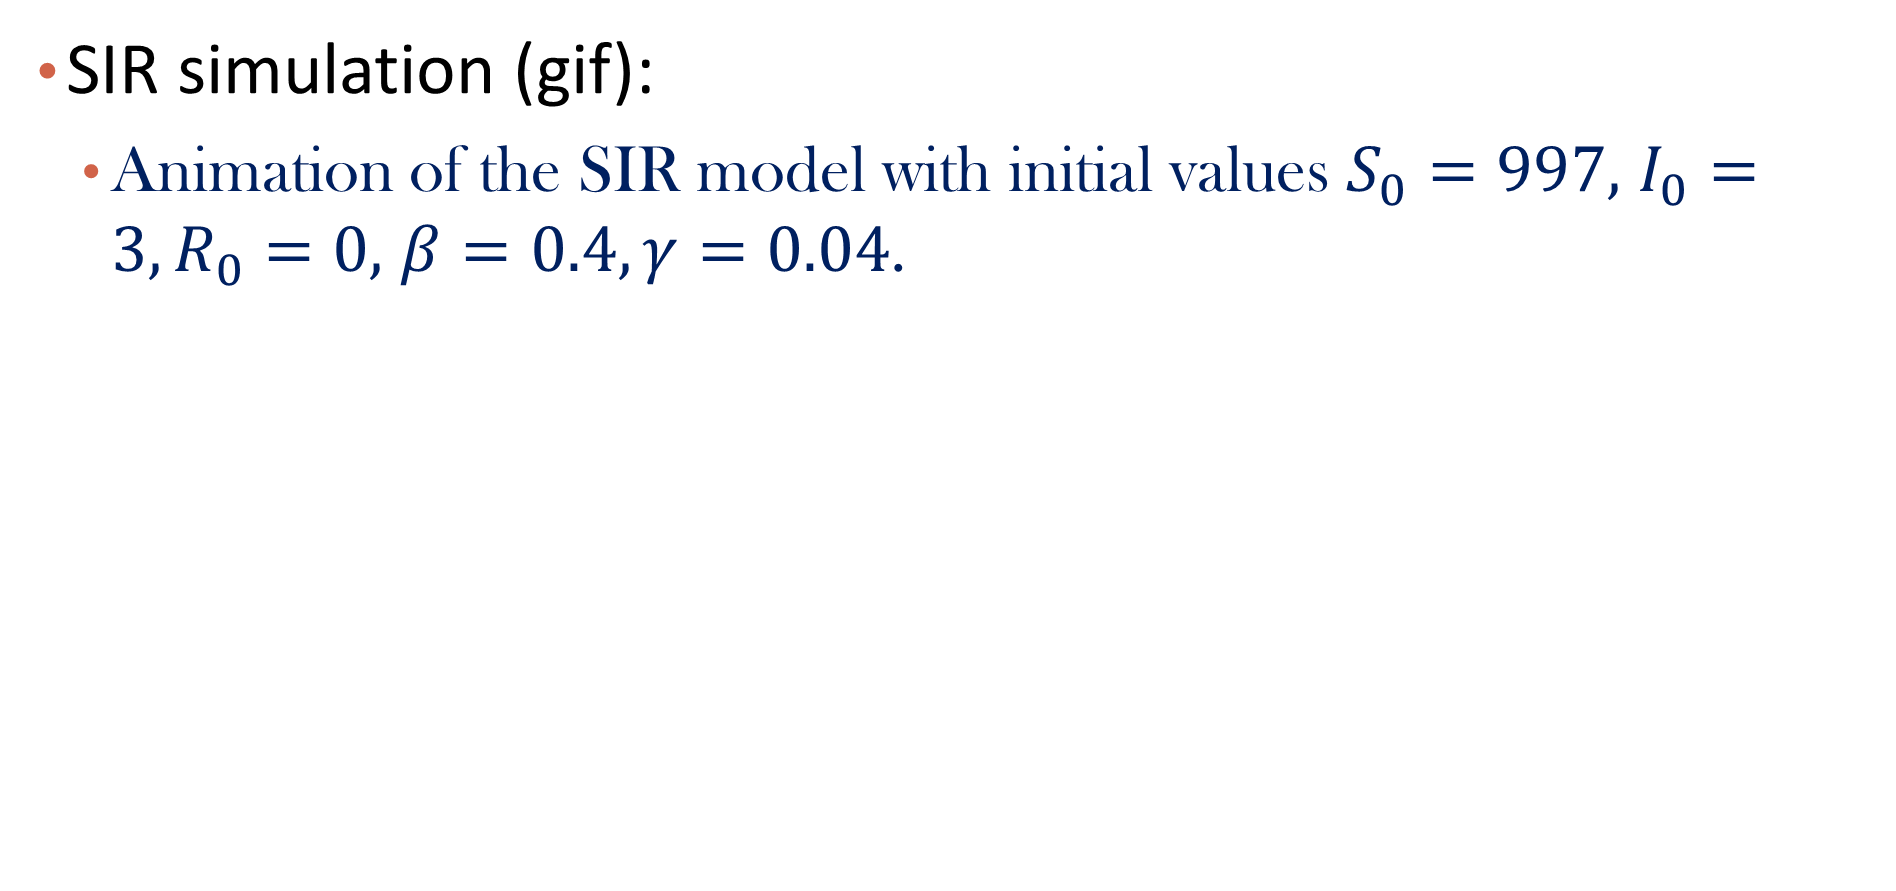 • SIR simulation (gif):
• Animation of the SIR model with initial values S₀ = 997, I₀ =
3, R₀ = 0, β = 0.4, γ = 0.04.